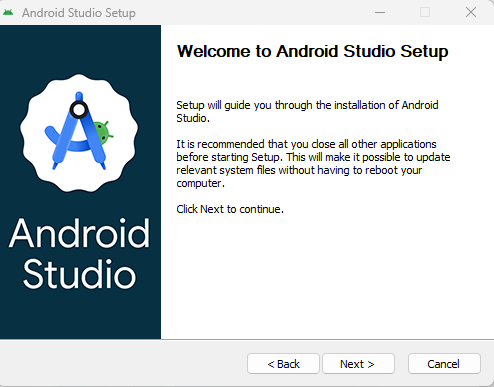 Android Studio Setup
Welcome to Android Studio Setup
Setup will guide you through the installation of Android
Studio.
It is recommended that you close all other applications
before starting Setup. This will make it possible to update
relevant system files without having to reboot your
computer.
Click Next to continue.
Android
Studio
< Back
Next >
Cancel